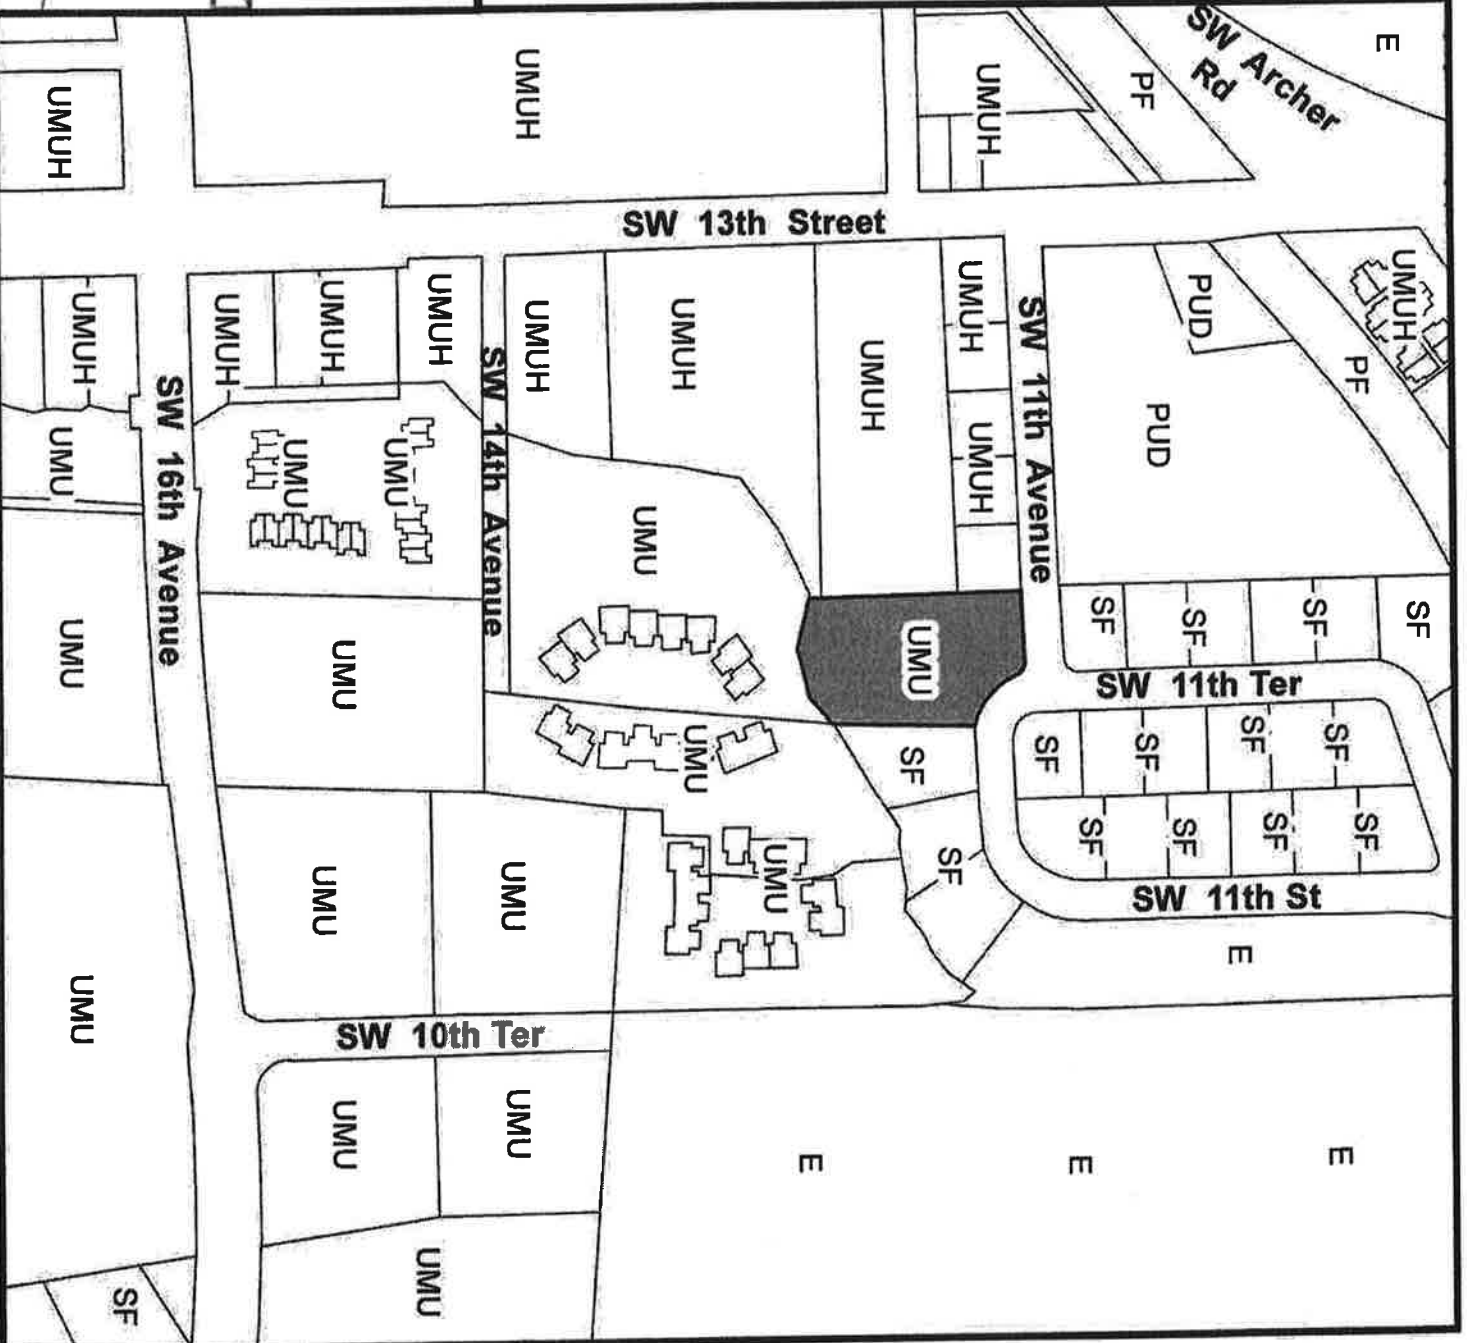 E
SW Archer
Rd
PF
UMUH
UMUH
UMUH
SW 13th Street
UMUH
PF
PUD
PUD
SW 11th Avenue
UMUH
UMUH
UMUH
UMUH
UMUH
UMUH
UMUH
UMUH
UMUH
SW 14th Avenue
SW 16th Avenue
UMU
UMU
UMU
UMU
UMU
SF
SF
SF
SF
SW 11th Ter
UMU
UMU
UMU
SF
SF
SF
SF
SF
SF
SF
SF
SF
SF
SW 11th St
UMU
UMU
UMU
UMU
E
UMU
SW 10th Ter
UMU
UMU
E
E
E
UMU
SF